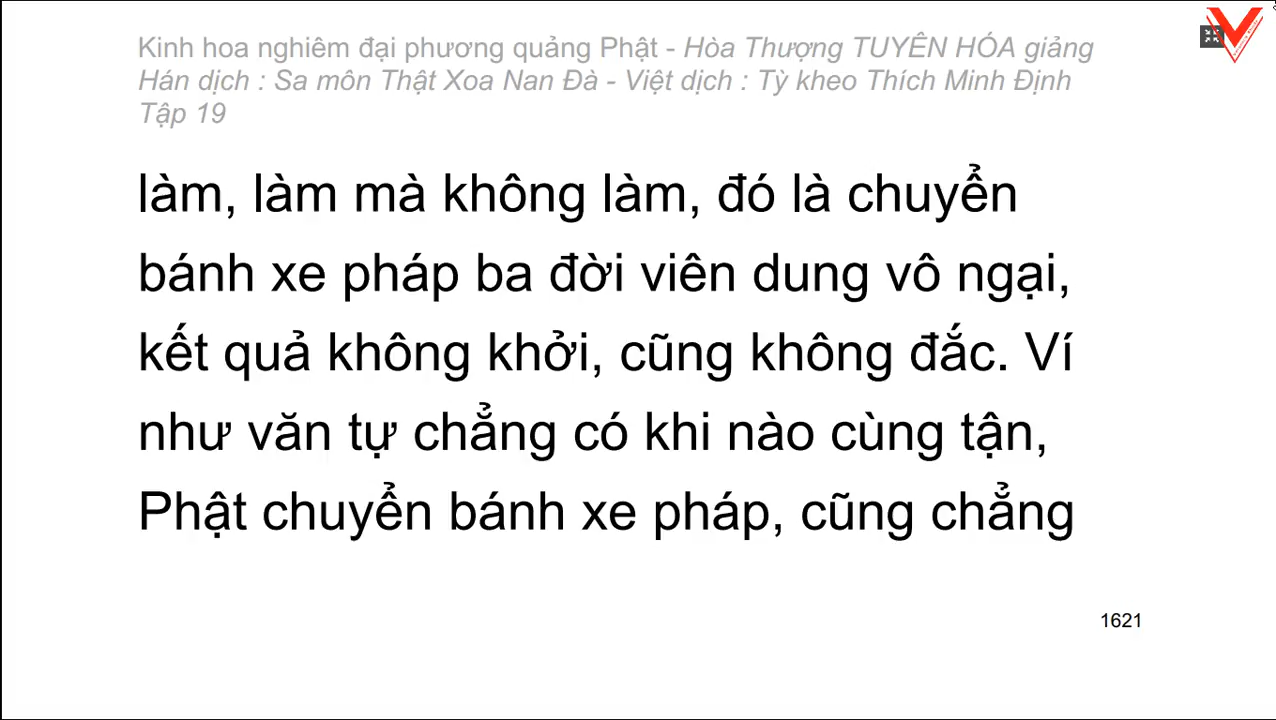 Kinh hoa nghiêm đại phương quảng Phật - Hòa Thượng TUYÊN HÓA giảng
Hán dịch : Sa môn Thật Xoa Nan Đà - Việt dịch : Tỳ kheo Thích Minh Định
Tập 19
làm, làm mà không làm, đó là chuyển
bánh xe pháp ba đời viên dung vô ngại,
kết quả không khởi, cũng không đắc. Ví
như văn tự chẳng có khi nào cùng tận,
Phật chuyển bánh xe pháp, cũng chẳng
1621